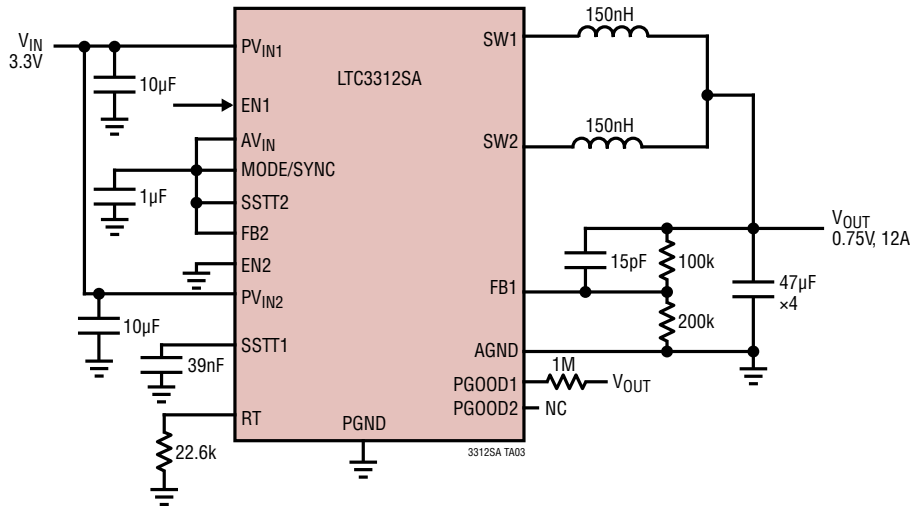 VIN
3.3V
10µF
1µF
10µF
39nF
22.6k
PVIN1
EN1
AVIN
MODE/SYNC
SSTT2
FB2
EN2
PVIN2
SSTT1
RT
LTC3312SA
PGND
SW1
SW2
FB1
AGND
PGOOD1
PGOOD2
150nH
150nH
15pF
100k
200k
VOUT
0.75V, 12A
47µF
×4
1M
VOUT
NC
3312SA TA03